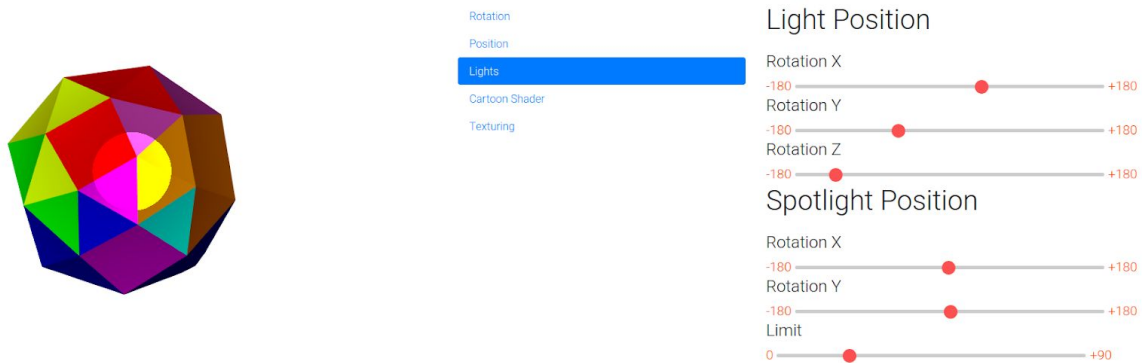 Rotation
Position
Lights
Cartoon Shader
Texturing
Light Position
Rotation X
-180 +180
Rotation Y
-180 +180
Rotation Z
-180 +180
Spotlight Position
Rotation X
-180 +180
Rotation Y
-180 +180
Limit
0 +90